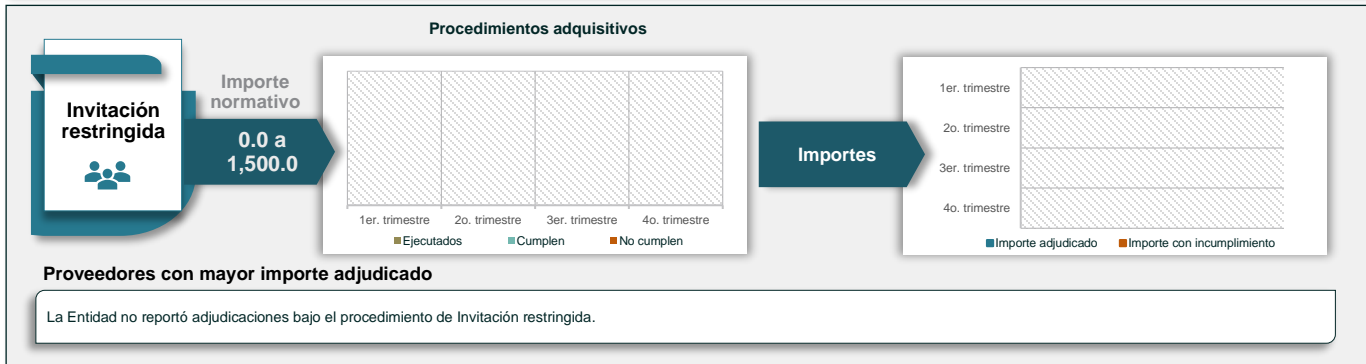 Procedimientos adquisitivos
Invitación
restringida
Importe
normativo
0.0 a
1,500.0
1er. trimestre 2o. trimestre 3er. trimestre 4o. trimestre
Ejecutados Cumplen No cumplen
Importes
1er. trimestre
2o. trimestre
3er. trimestre
4o. trimestre
Importe adjudicado Importe con incumplimiento
Proveedores con mayor importe adjudicado
La Entidad no reportó adjudicaciones bajo el procedimiento de Invitación restringida.